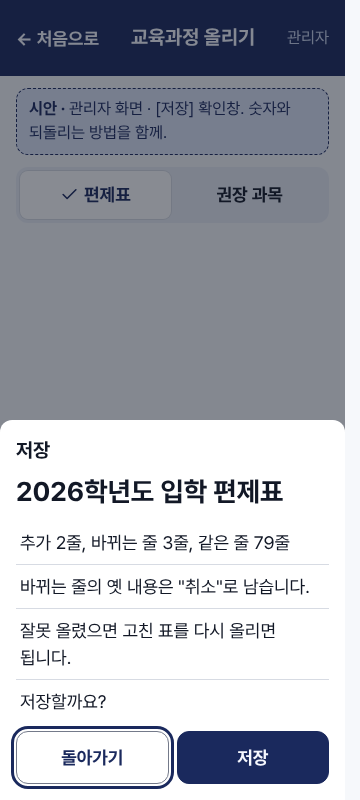 ← 처음으로 교육과정 올리기 관리자
시안 · 관리자 화면 · [저장] 확인창. 숫자와
되돌리는 방법을 함께.
✓ 편제표 권장 과목
저장
2026학년도 입학 편제표
추가 2줄, 바뀌는 줄 3줄, 같은 줄 79줄
바뀌는 줄의 옛 내용은 "취소"로 남습니다.
잘못 올렸으면 고친 표를 다시 올리면
됩니다.
저장할까요?
돌아가기 저장